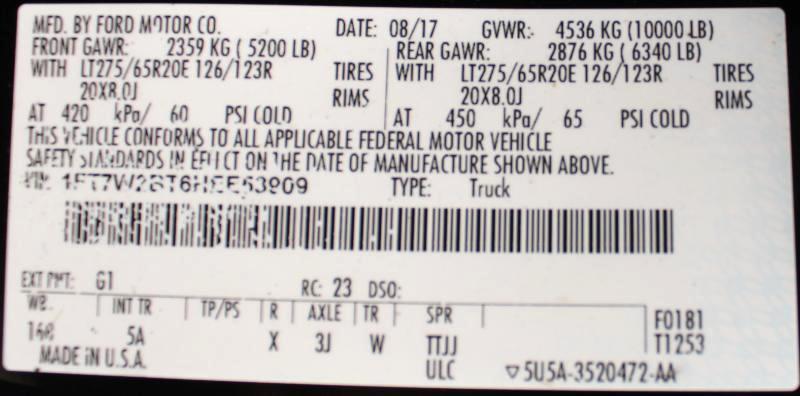 MFD. BY FORD MOTOR CO. DATE: 08/17 GVWR: 4536 KG (10000 LB)
FRONT GAWR: 2359 KG ( 5200 LB) REAR GAWR: 2876 KG ( 6340 LB)
WITH LT275/65R20E 126/123R TIRES WITH LT275/65R20E 126/123R TIRES
20X8.0J RIMS 20X8.0J RIMS
AT 420 kPa/ 60 PSI COLD AT 450 kPa/ 65 PSI COLD
THIS VEHICLE CONFORMS TO ALL APPLICABLE FEDERAL MOTOR VEHICLE
SAFETY STANDARDS IN EFFECT ON THE DATE OF MANUFACTURE SHOWN ABOVE.
VIN: TYPE: Truck
EXT PNT: G1 RC: 23 DSO:
WB INT TR TP/PS R AXLE TR SPR F0181
5A X 3J W TTJJ T1253
MADE IN U.S.A. ULC ▽5U5A-3520472-AA